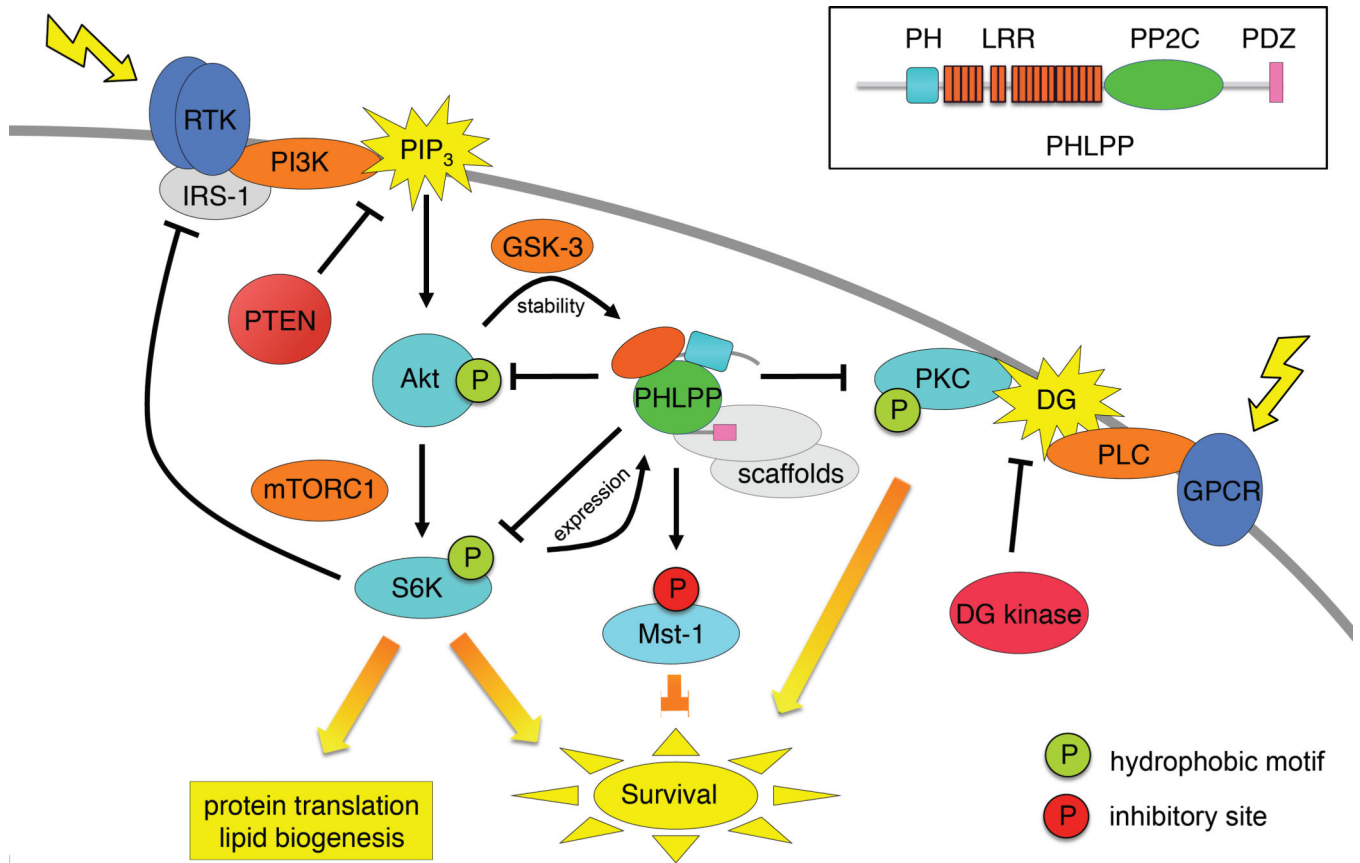 PH LRR PP2C PDZ
PHLPP
RTK
PI3K
PIP3
IRS-1
GSK-3
stability
PTEN
Akt
P
PHLPP
scaffolds
PKC
P
DG
PLC
GPCR
mTORC1
expression
S6K
P
P
Mst-1
DG kinase
protein translation
lipid biogenesis
Survival
P hydrophobic motif
P inhibitory site